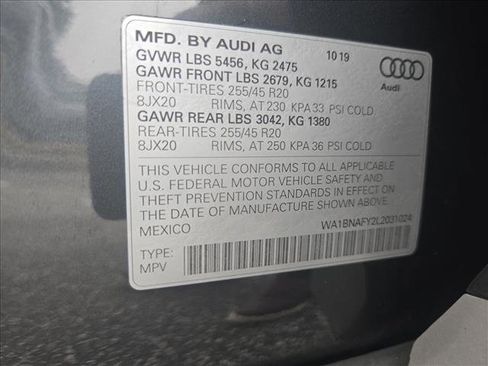 MFD. BY AUDI AG 10 19
GVWR LBS 5456, KG 2475
GAWR FRONT LBS 2679, KG 1215
FRONT-TIRES 255/45 R20
8JX20 RIMS, AT 230 KPA 33 PSI COLD
GAWR REAR LBS 3042, KG 1380
REAR-TIRES 255/45 R20
8JX20 RIMS, AT 250 KPA 36 PSI COLD
Audi
THIS VEHICLE CONFORMS TO ALL APPLICABLE
U.S. FEDERAL MOTOR VEHICLE SAFETY AND
THEFT PREVENTION STANDARDS IN EFFECT ON
THE DATE OF MANUFACTURE SHOWN ABOVE
MEXICO WA1BNAFY2L2031024
TYPE:
MPV